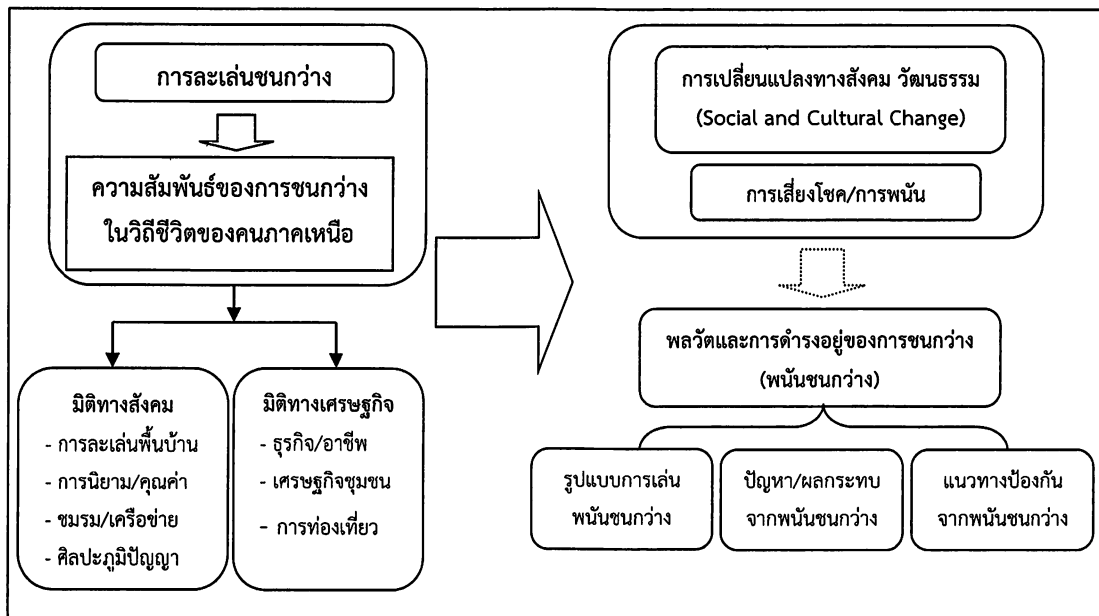 การละเล่นชนกว่าง
ความสัมพันธ์ของการชนกว่าง
ในวิถีชีวิตของคนภาคเหนือ
มิติทางสังคม
- การละเล่นพื้นบ้าน
- การนิยาม/คุณค่า
- ชมรม/เครือข่าย
- ศิลปะภูมิปัญญา
มิติทางเศรษฐกิจ
- ธุรกิจ/อาชีพ
- เศรษฐกิจชุมชน
- การท่องเที่ยว
การเปลี่ยนแปลงทางสังคม วัฒนธรรม
(Social and Cultural Change)
การเสี่ยงโชค/การพนัน
พลวัตและการดำรงอยู่ของการชนกว่าง
(พนันชนกว่าง)
รูปแบบการเล่น
พนันชนกว่าง
ปัญหา/ผลกระทบ
จากพนันชนกว่าง
แนวทางป้องกัน
จากพนันชนกว่าง